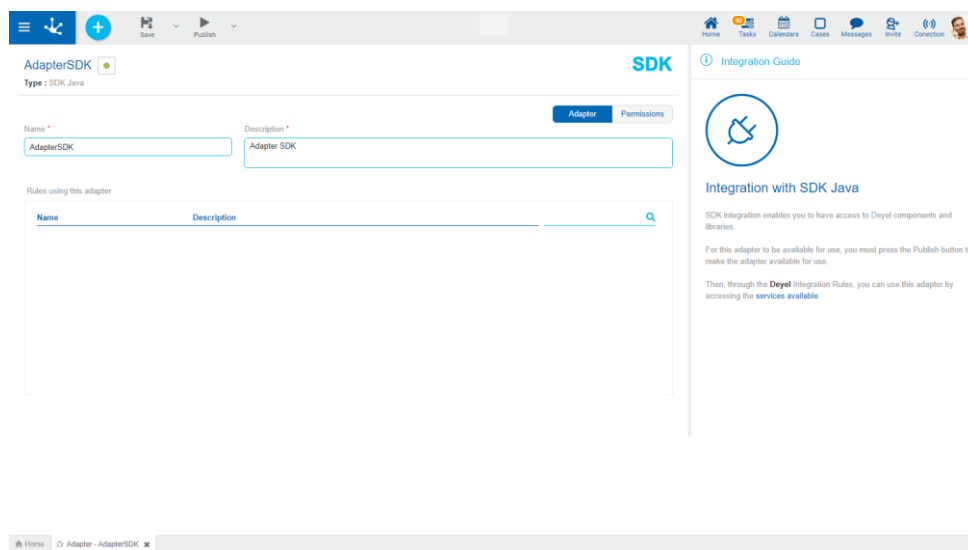 Save
Publish
Home
30
Tasks
Calendars
Cases
Messages
Invite
Conection
AdapterSDK
SDK
Type : SDK Java
Integration Guide
Adapter
Permissions
Name *
Description *
AdapterSDK
Adapter SDK
Rules using this adapter
Name
Description
Integration with SDK Java
SDK integration enables you to have access to Deyel components and
libraries.
For this adapter to be available for use, you must press the Publish button
make the adapter available for use.
Then, through the Deyel Integration Rules, you can use this adapter by
accessing the services available.
Home
Adapter - AdapterSDK